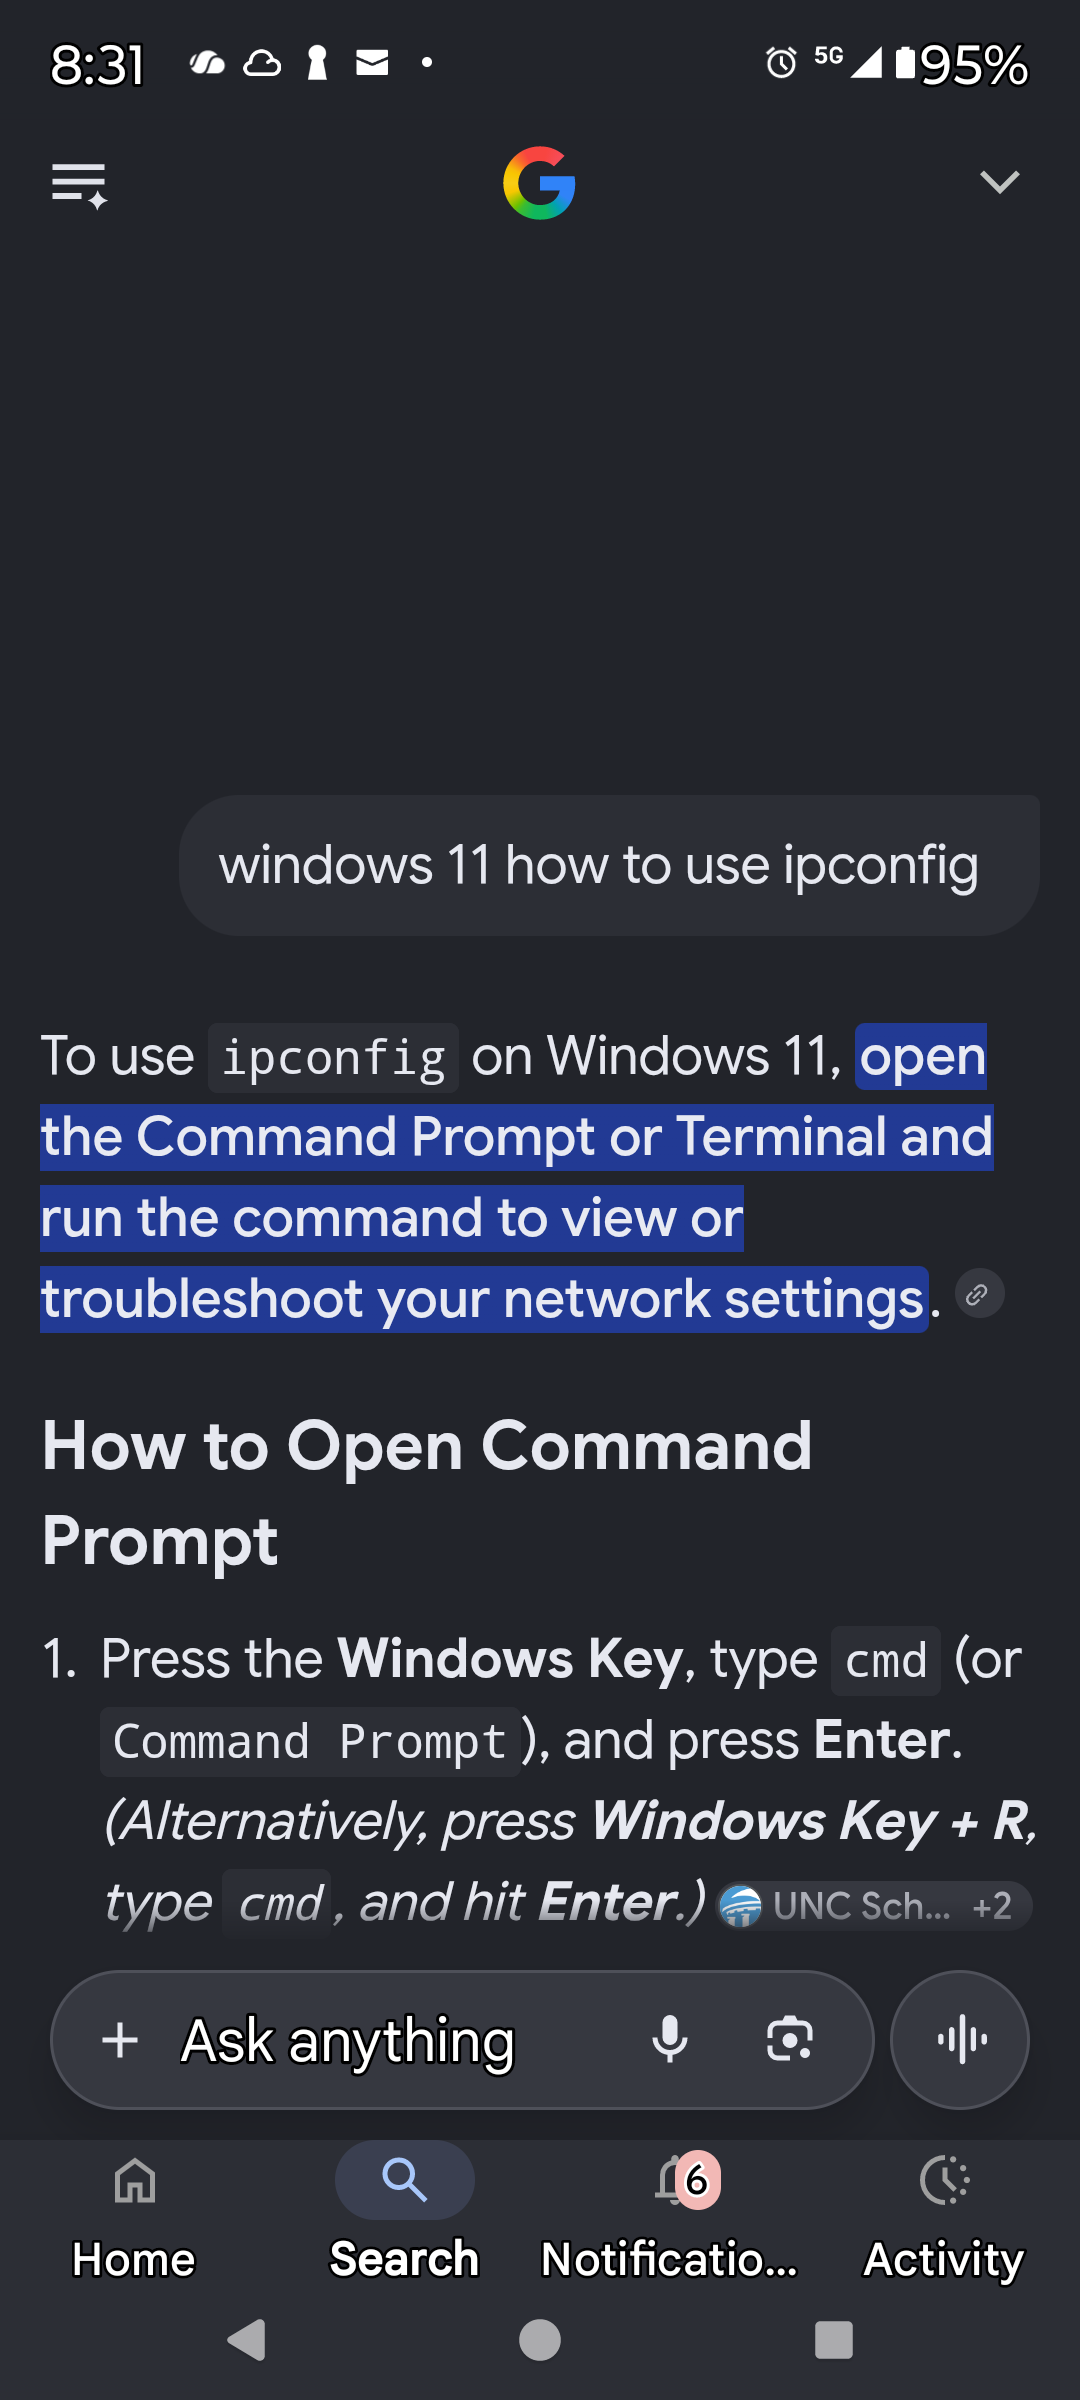 8:31
5G
95%
windows 11 how to use ipconfig
To use ipconfig on Windows 11, open
the Command Prompt or Terminal and
run the command to view or
troubleshoot your network settings.
How to Open Command
Prompt
1. Press the Windows Key, type cmd (or
Command Prompt), and press Enter.
(Alternatively, press Windows Key + R,
type cmd, and hit Enter.) UNC Sch... +2
Ask anything
6
Home
Search
Notificatio...
Activity